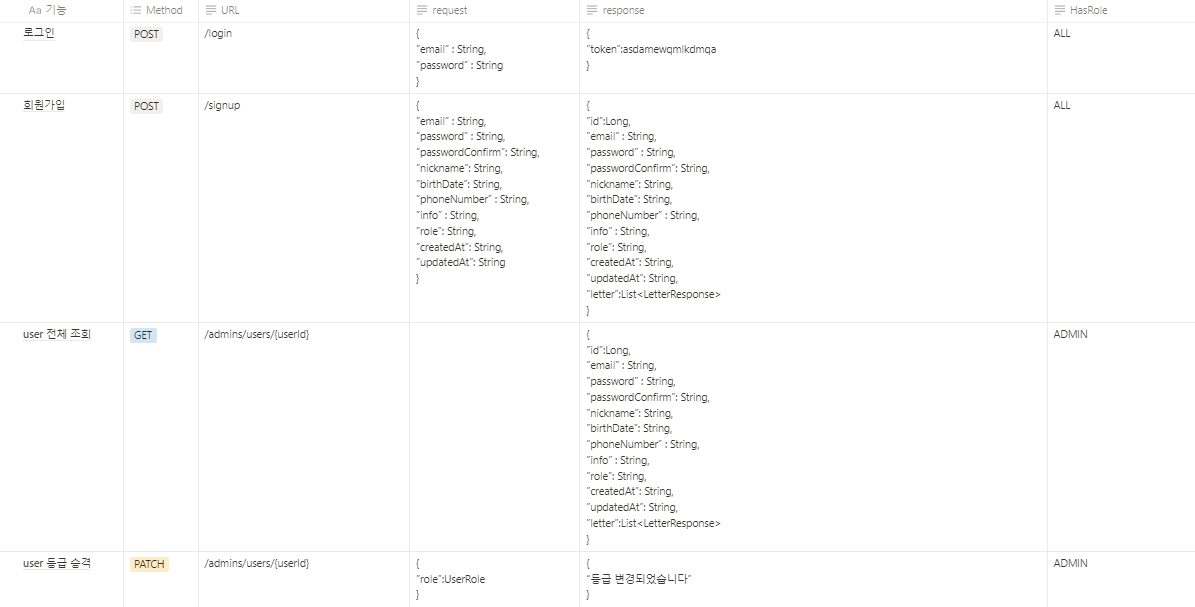 Aa 기능 Method URL request response HasRole
로그인 POST /login { { ALL
"email" : String, "token":asdamewqmlkdmqa
"password" : String }
}
회원가입 POST /signup { { ALL
"email" : String, "id":Long,
"password" : String, "email" : String,
"passwordConfirm": String, "password" : String,
"nickname": String, "passwordConfirm": String,
"birthDate": String, "nickname": String,
"phoneNumber" : String, "birthDate": String,
"info" : String, "phoneNumber" : String,
"role": String, "info" : String,
"createdAt": String, "role": String,
"updatedAt": String "createdAt": String,
} "updatedAt": String,
"letter":List<LetterResponse>
}
user 전체 조회 GET /admins/users/{userId} { ADMIN
"id":Long,
"email" : String,
"password" : String,
"passwordConfirm": String,
"nickname": String,
"birthDate": String,
"phoneNumber" : String,
"info" : String,
"role": String,
"createdAt": String,
"updatedAt": String,
"letter":List<LetterResponse>
}
user 등급 승격 PATCH /admins/users/{userId} { { ADMIN
"role":UserRole "등급 변경되었습니다"
} }